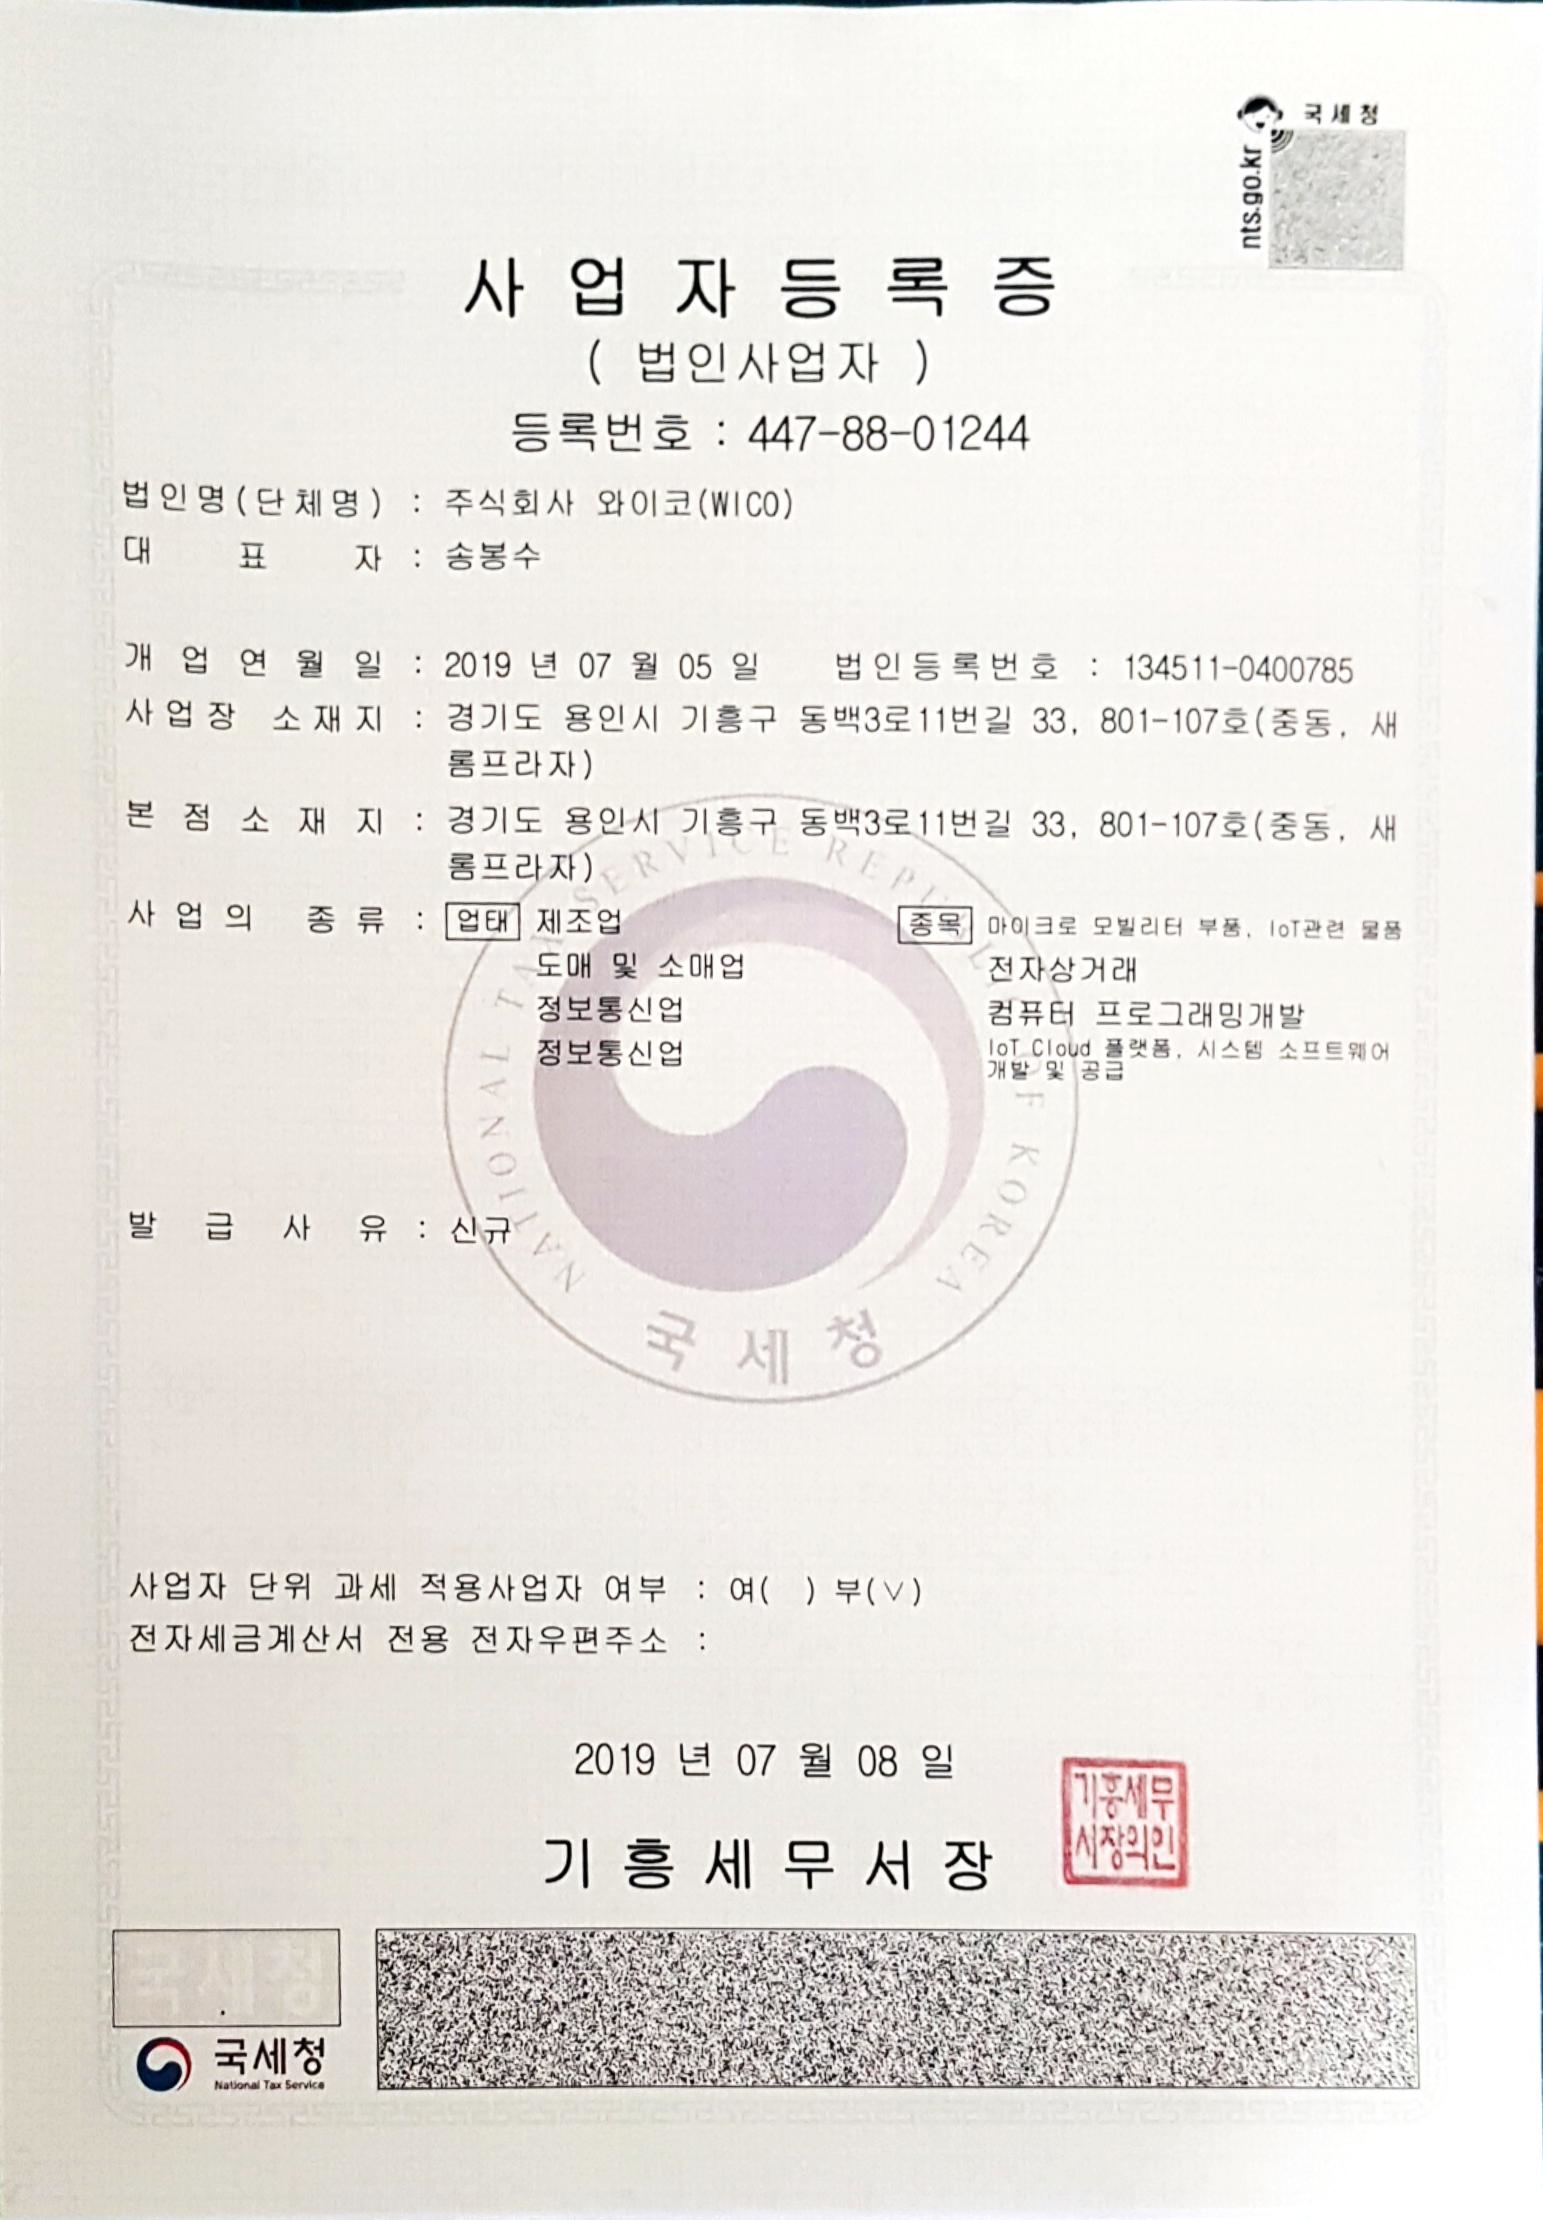 국세청
nts.go.kr
사업자등록증
( 법인사업자 )
등록번호 : 447-88-01244
법인명(단체명) : 주식회사 와이코(WICO)
대 표 자 : 송봉수
개 업 연 월 일 : 2019 년 07 월 05 일 법인등록번호 : 134511-0400785
사업장 소재지 : 경기도 용인시 기흥구 동백3로11번길 33, 801-107호(중동, 새
롬프라자)
본 점 소 재 지 : 경기도 용인시 기흥구 동백3로11번길 33, 801-107호(중동, 새
롬프라자)
사 업 의 종 류 : 업태 제조업 종목 마이크로 모빌리터 부품, IoT관련 물품
도매 및 소매업 전자상거래
정보통신업 컴퓨터 프로그래밍개발
정보통신업 IoT Cloud 플랫폼, 시스템 소프트웨어
개발 및 공급
NATIONAL TAX SERVICE REPUBLIC OF KOREA
발 급 사 유 : 신규
국세청
사업자 단위 과세 적용사업자 여부 : 여( ) 부(∨)
전자세금계산서 전용 전자우편주소 :
2019 년 07 월 08 일
기흥세무서장
기흥세무
서장의인
국세청
국세청
National Tax Service